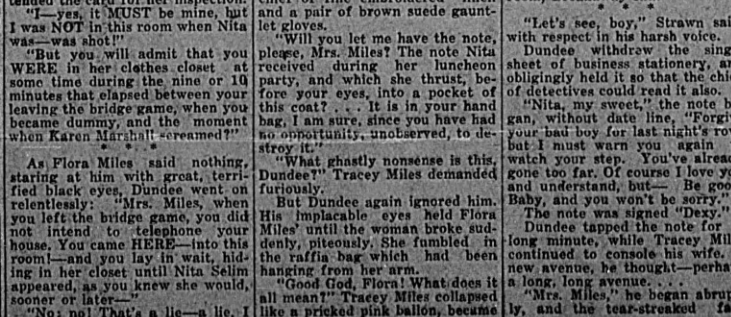 tended the card for her inspection.
"I—yes, it MUST be mine, but
I was NOT in this room when Nita
was—was shot!"
"But you will admit that you
WERE in her clothes closet at
some time during the nine or 10
minutes that elapsed between your
leaving the bridge game, when you
became dummy, and the moment
when Karen Marshall screamed?"
* * *
As Flora Miles said nothing,
staring at him with great, terri-
fied black eyes, Dundee went on
relentlessly: "Mrs. Miles, when
you left the bridge game, you did
not intend to telephone your
house. You came HERE—into this
room!—and you lay in wait, hid-
ing in her closet until Nita Selim
appeared, as you knew she would,
sooner or later—"
"No; no! That's a lie—a lie, I
and a pair of brown suede gaunt-
let gloves.
"Will you let me have the note,
please, Mrs. Miles? The note Nita
received during her luncheon
party, and which she thrust, be-
fore your eyes, into a pocket of
this coat? . . . It is in your hand
bag, I am sure, since you have had
no opportunity, unobserved, to de-
stroy it."
"What ghastly nonsense is this,
Dundee?" Tracey Miles demanded
furiously.
But Dundee again ignored him.
His implacable eyes held Flora
Miles' until the woman broke sud-
denly, piteously. She fumbled in
the raffia bag which had been
hanging from her arm.
"Good God, Flora! What does it
all mean?" Tracey Miles collapsed
like a pricked pink ballon, became
* * *
"Let's see, boy," Strawn said
with respect in his harsh voice.
Dundee withdrew the sing
sheet of business stationery, an
obligingly held it so that the chi
of detectives could read it also.
"Nita, my sweet," the note b
gan, without date line, "Forgi
your bad boy for last night's ro
but I must warn you again
watch your step. You've alrea
gone too far. Of course I love yo
and understand, but— Be goo
Baby, and you won't be sorry."
The note was signed "Dexy."
Dundee tapped the note for
long minute, while Tracey Mil
continued to console his wife.
new avenue, he thought—perha
a long, long avenue. . . .
"Mrs. Miles," he began abrup
ly, and the tear-streaked fa